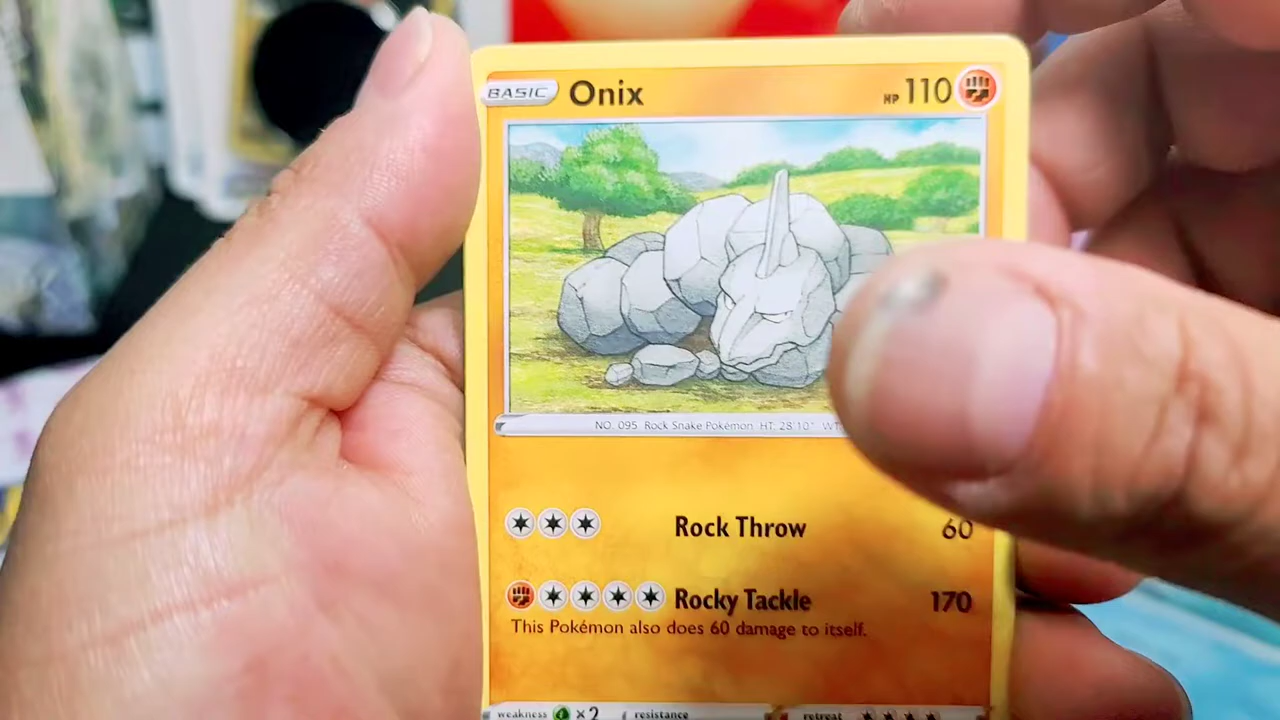 BASIC Onix HP 110
NO. 095 Rock Snake Pokémon HT: 28'10" WT
Rock Throw 60
Rocky Tackle 170
This Pokémon also does 60 damage to itself.
weakness ×2 resistance retreat